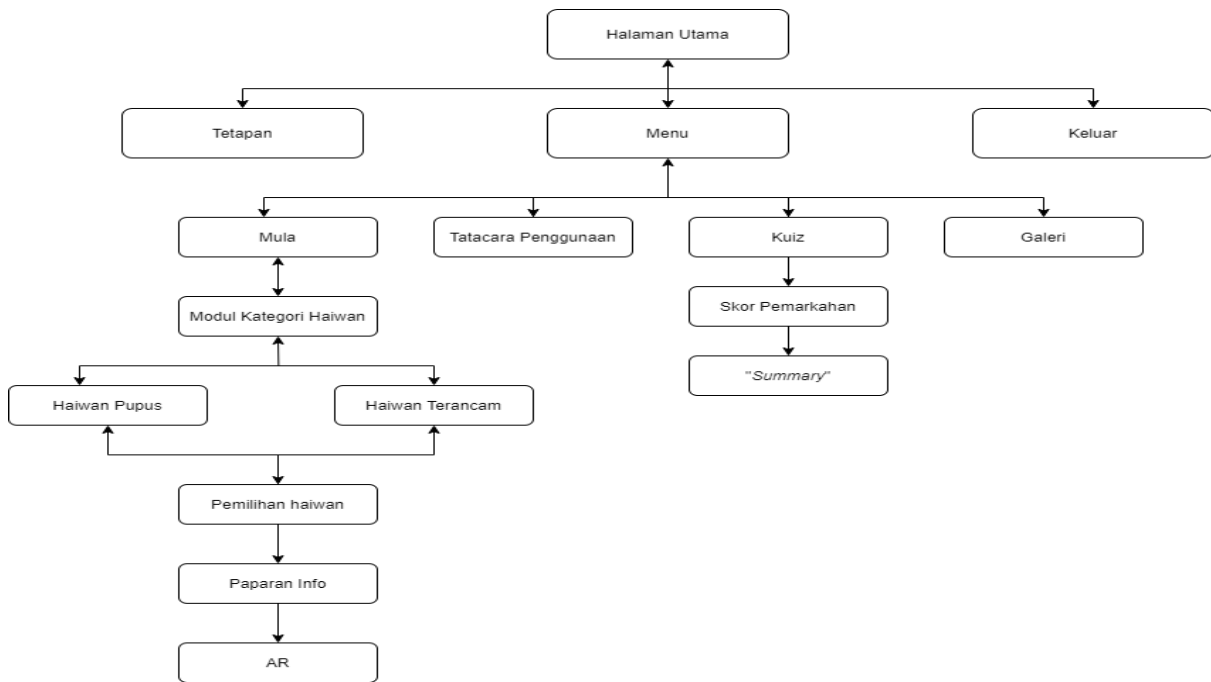 Halaman Utama
Tetapan
Menu
Keluar
Mula
Tatacara Penggunaan
Kuiz
Galeri
Modul Kategori Haiwan
Skor Pemarkahan
"Summary"
Haiwan Pupus
Haiwan Terancam
Pemilihan haiwan
Paparan Info
AR